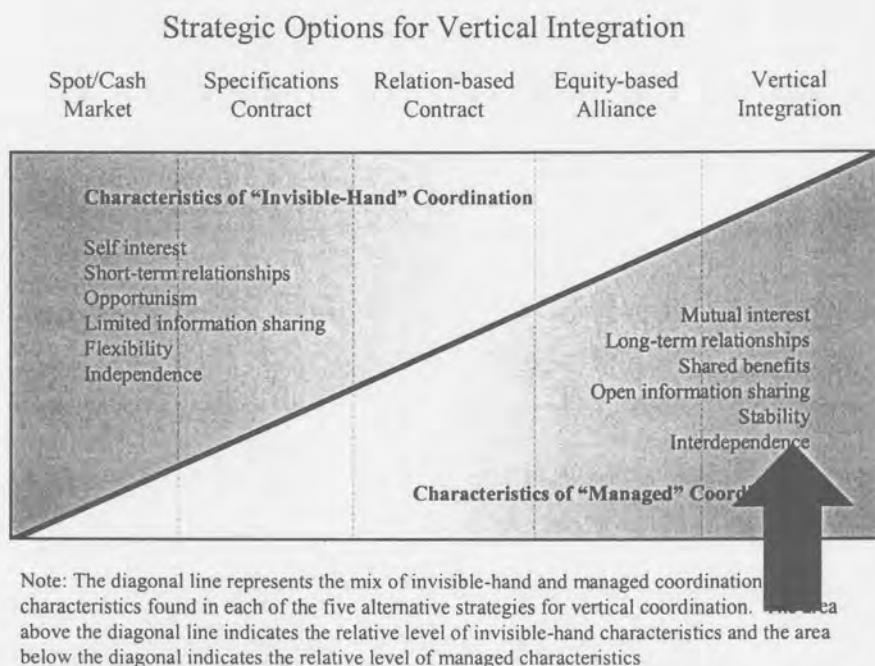 Strategic Options for Vertical Integration
Spot/Cash Market
Specifications Contract
Relation-based Contract
Equity-based Alliance
Vertical Integration
Characteristics of “Invisible-Hand” Coordination
Self interest
Short-term relationships
Opportunism
Limited information sharing
Flexibility
Independence
Mutual interest
Long-term relationships
Shared benefits
Open information sharing
Stability
Interdependence
Characteristics of “Managed”
Note: The diagonal line represents the mix of invisible-hand and managed coordination
characteristics found in each of the five alternative strategies for vertical coordination.
above the diagonal line indicates the relative level of invisible-hand characteristics and the area
below the diagonal indicates the relative level of managed characteristics